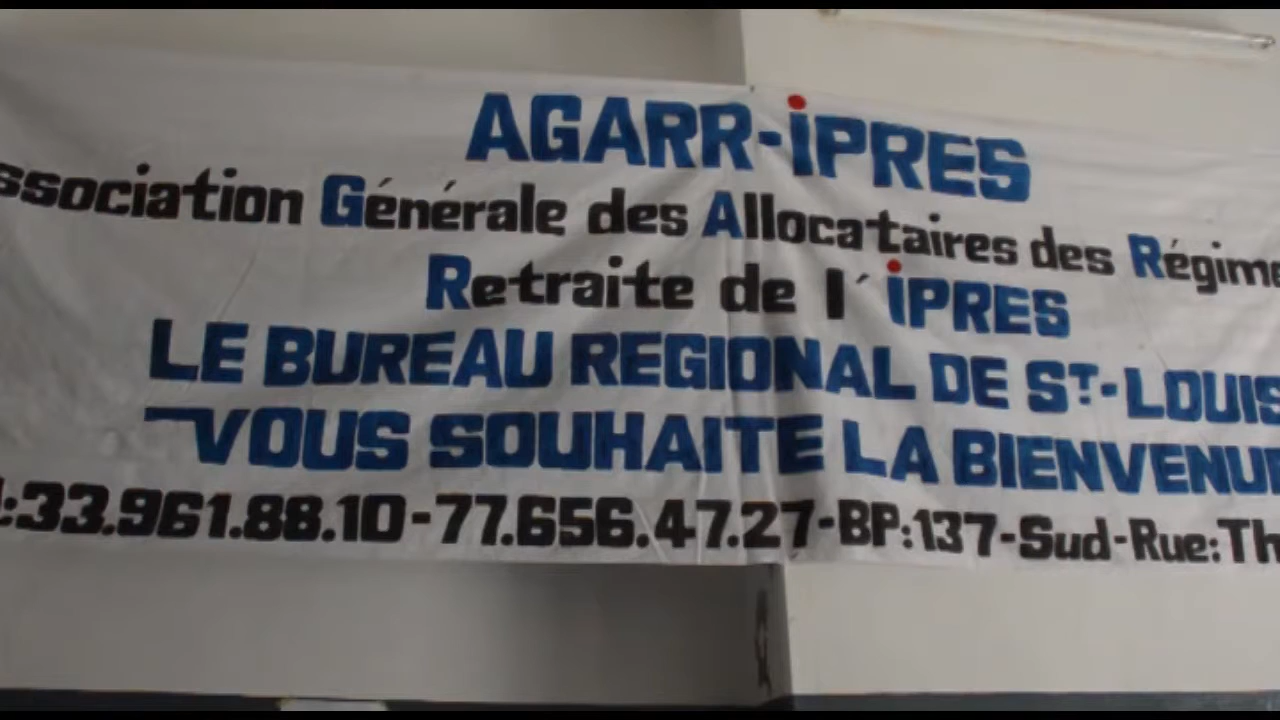 AGARR-iPRES
ssociation Générale des Allocataires des Régime
Retraite de l'iPRES
LE BUREAU REGIONAL DE ST-LOUIS
VOUS SOUHAITE LA BIENVENUE
:33.961.88.10-77.656.47.27-BP:137-Sud-Rue:Th